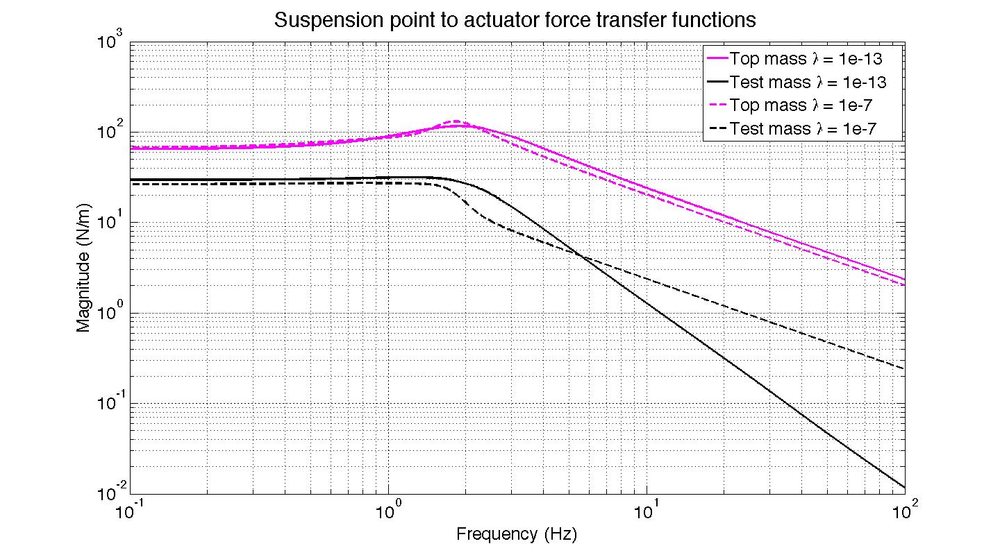 Suspension point to actuator force transfer functions
Top mass λ = 1e-13
Test mass λ = 1e-13
Top mass λ = 1e-7
Test mass λ = 1e-7
Magnitude (N/m)
10^3
10^2
10^1
10^0
10^-1
10^-2
10^-1 10^0 10^1 10^2
Frequency (Hz)